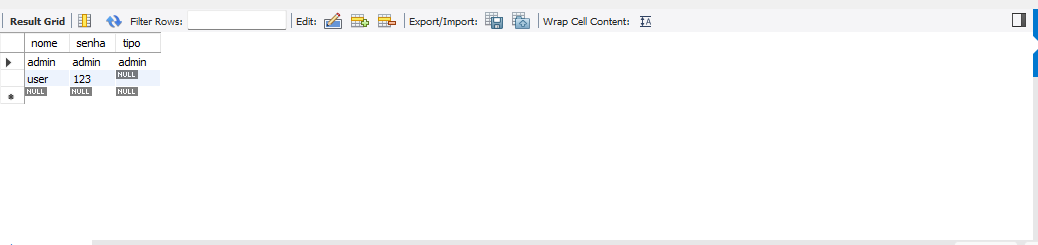 Result Grid Filter Rows: Edit: Export/Import: Wrap Cell Content:
nome senha tipo
admin admin admin
user 123 NULL
NULL NULL NULL